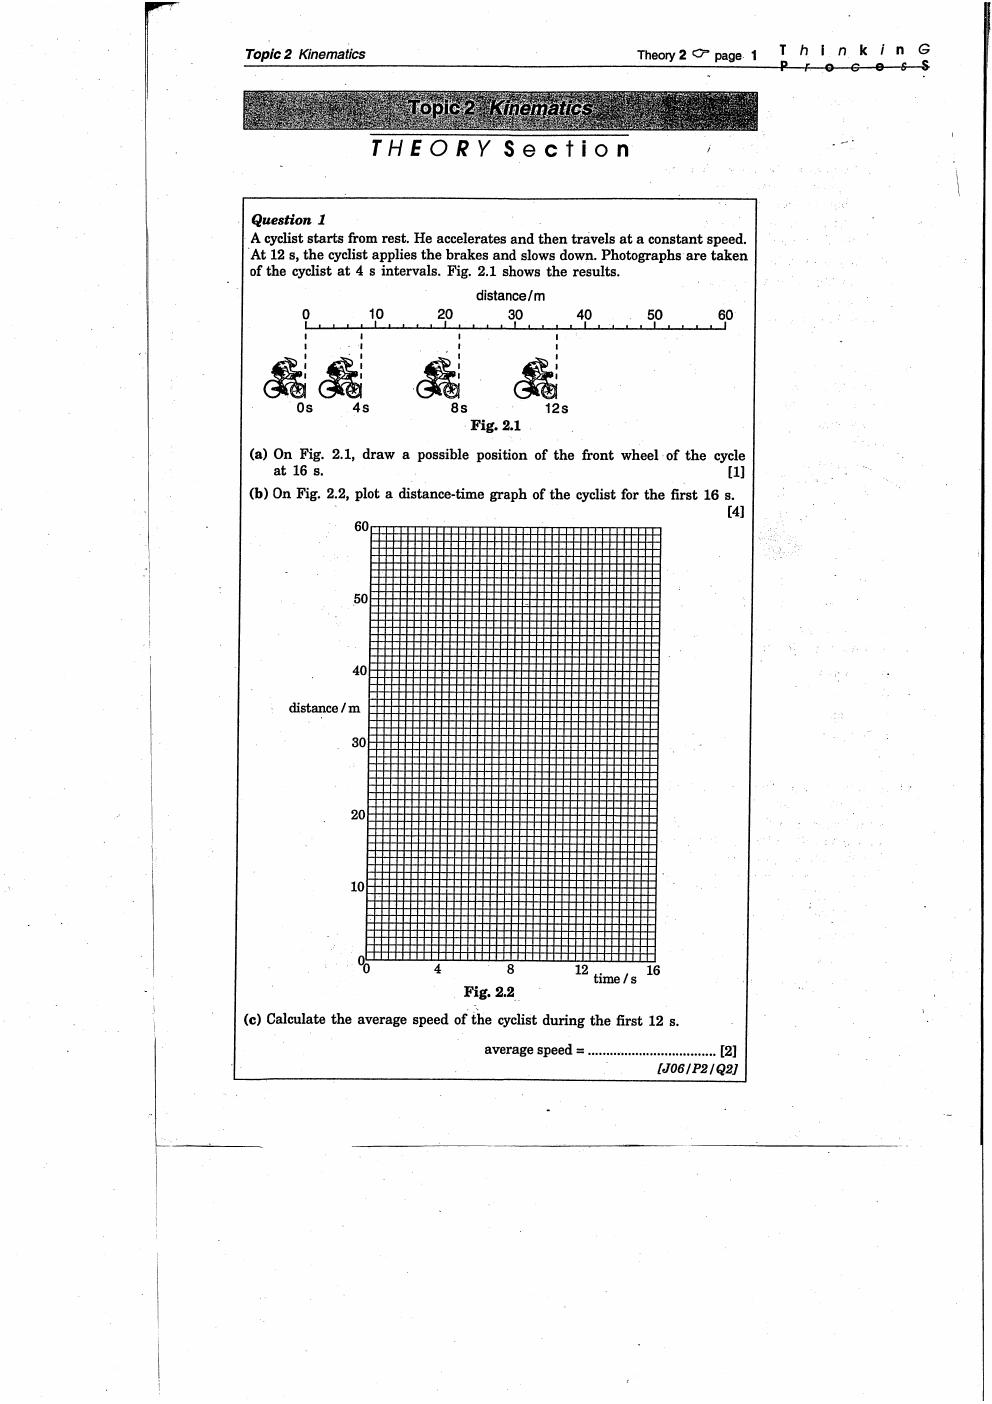 Topic 2 Kinematics
Theory 2 ☞ page 1
ThinkinG
ProcesS
Topic 2 Kinematics
THEORY Section
Question 1
A cyclist starts from rest. He accelerates and then travels at a constant speed.
At 12 s, the cyclist applies the brakes and slows down. Photographs are taken
of the cyclist at 4 s intervals. Fig. 2.1 shows the results.
distance/m
0 10 20 30 40 50 60
0s 4s 8s 12s
Fig. 2.1
(a) On Fig. 2.1, draw a possible position of the front wheel of the cycle
at 16 s. [1]
(b) On Fig. 2.2, plot a distance-time graph of the cyclist for the first 16 s.
[4]
60
50
40
distance / m
30
20
10
0
0 4 8 12 16
time / s
Fig. 2.2
(c) Calculate the average speed of the cyclist during the first 12 s.
average speed = ................................... [2]
[J06/P2/Q2]